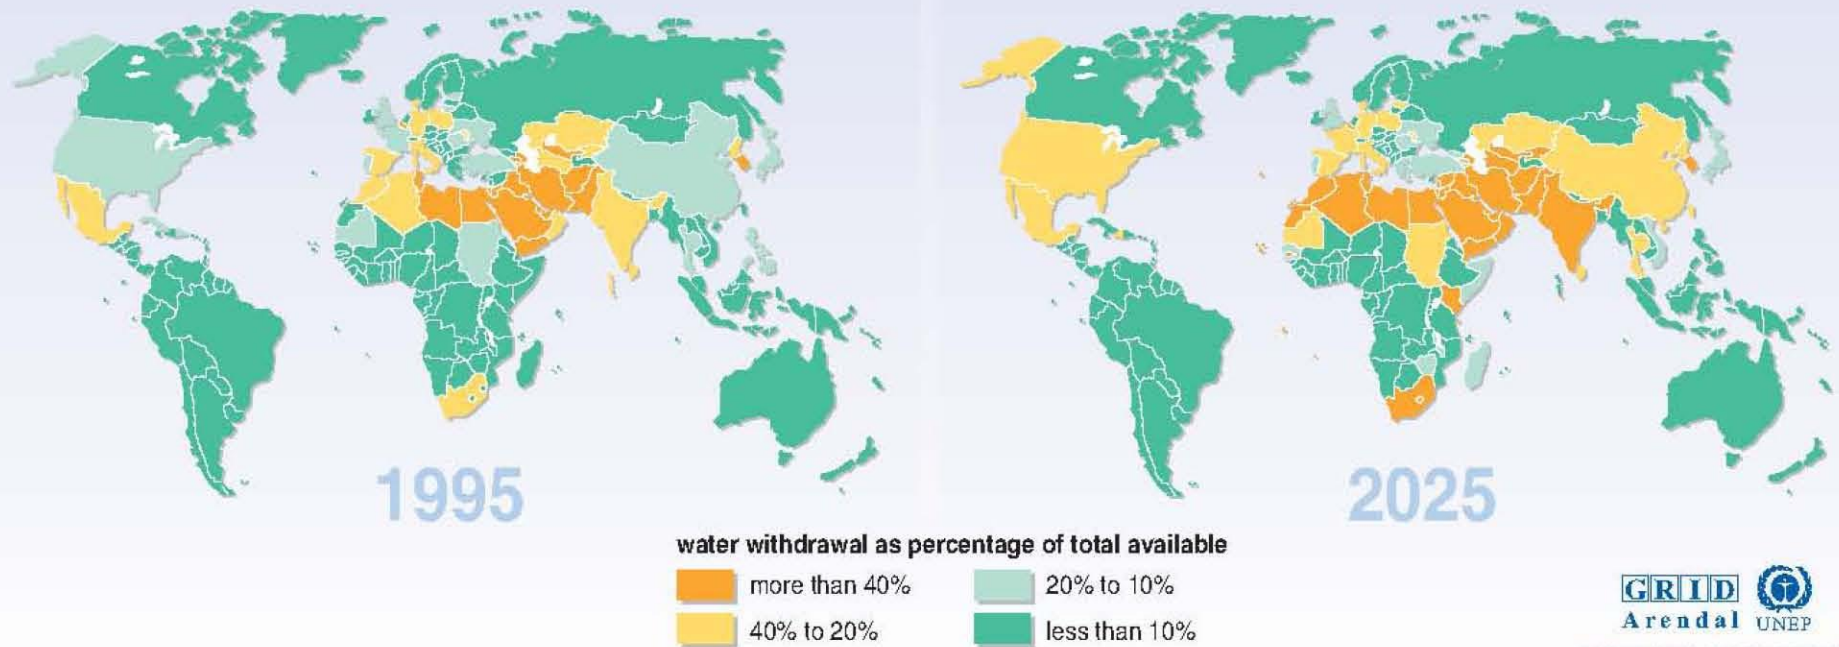 1995
2025
water withdrawal as percentage of total available
more than 40%
20% to 10%
40% to 20%
less than 10%
GRID
Arendal
UNEP